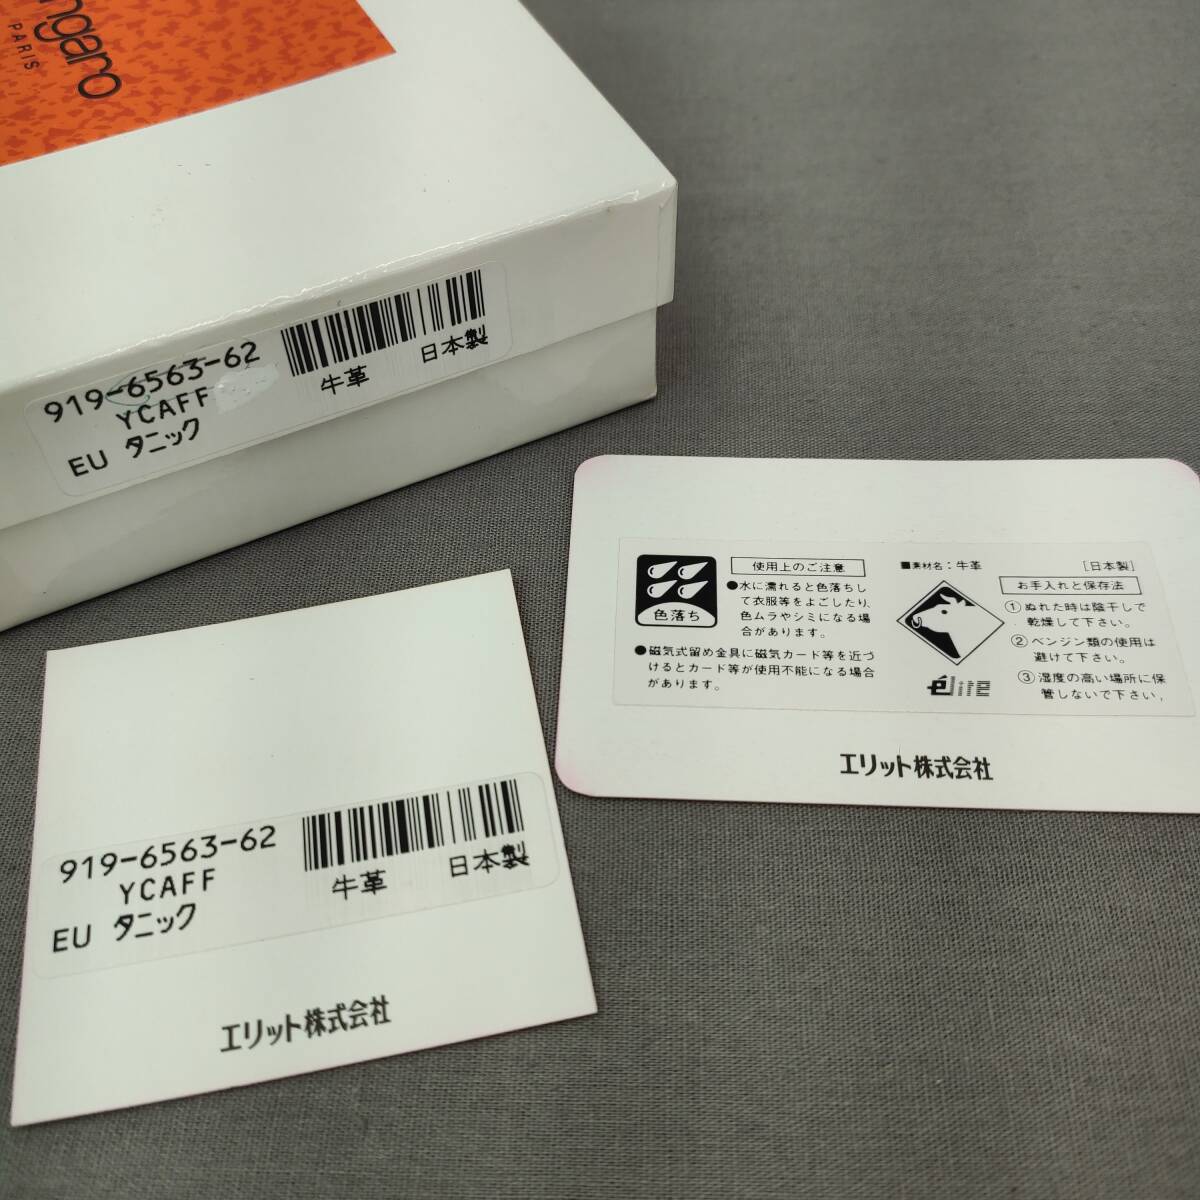 ngaro
PARIS
919-6563-62
YCAFF
EU タニック
牛革
日本製
使用上のご注意
色落ち
●水に濡れると色落ちし
て衣服等をよごしたり、
色ムラやシミになる場
合があります。
●磁気式留め金具に磁気カード等を近づ
けるとカード等が使用不能になる場合
があります。
■素材名:牛革
[日本製]
お手入れと保存法
①ぬれた時は陰干しで
乾燥して下さい。
②ベンジン類の使用は
避けて下さい。
③湿度の高い場所に保
管しないで下さい,
élite
エリット株式会社
919-6563-62
YCAFF
EU タニック
牛革
日本製
エリット株式会社